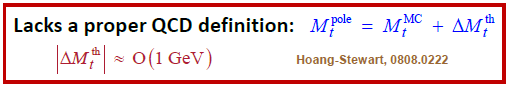 Lacks a proper QCD definition: M_t^pole = M_t^MC + ΔM_t^th
|ΔM_t^th| ≈ O(1 GeV) Hoang-Stewart, 0808.0222